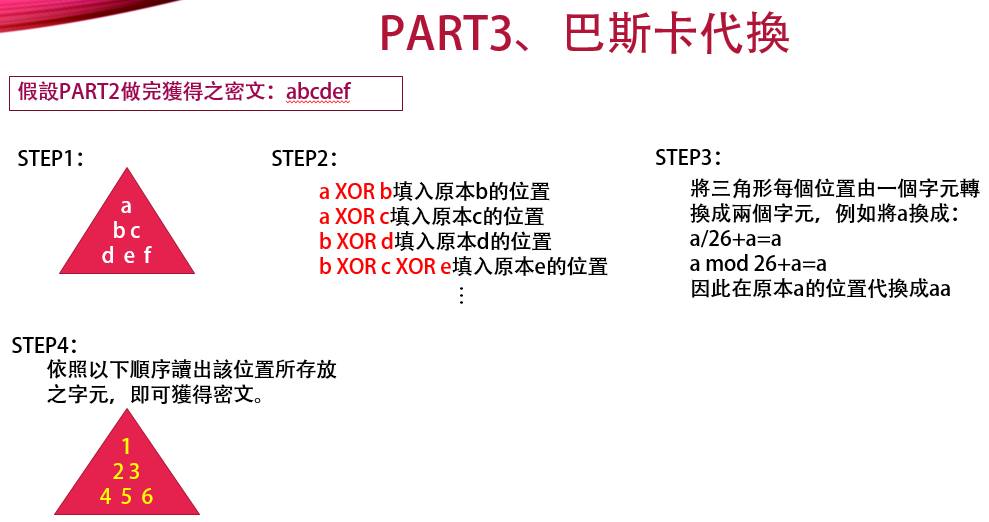 PART3、巴斯卡代換
假設PART2做完獲得之密文：abcdef
STEP1：
a
b c
d e f
STEP2：
a XOR b填入原本b的位置
a XOR c填入原本c的位置
b XOR d填入原本d的位置
b XOR c XOR e填入原本e的位置
⋮
STEP3：
將三角形每個位置由一個字元轉
換成兩個字元，例如將a換成：
a/26+a=a
a mod 26+a=a
因此在原本a的位置代換成aa
STEP4：
依照以下順序讀出該位置所存放
之字元，即可獲得密文。
1
2 3
4 5 6